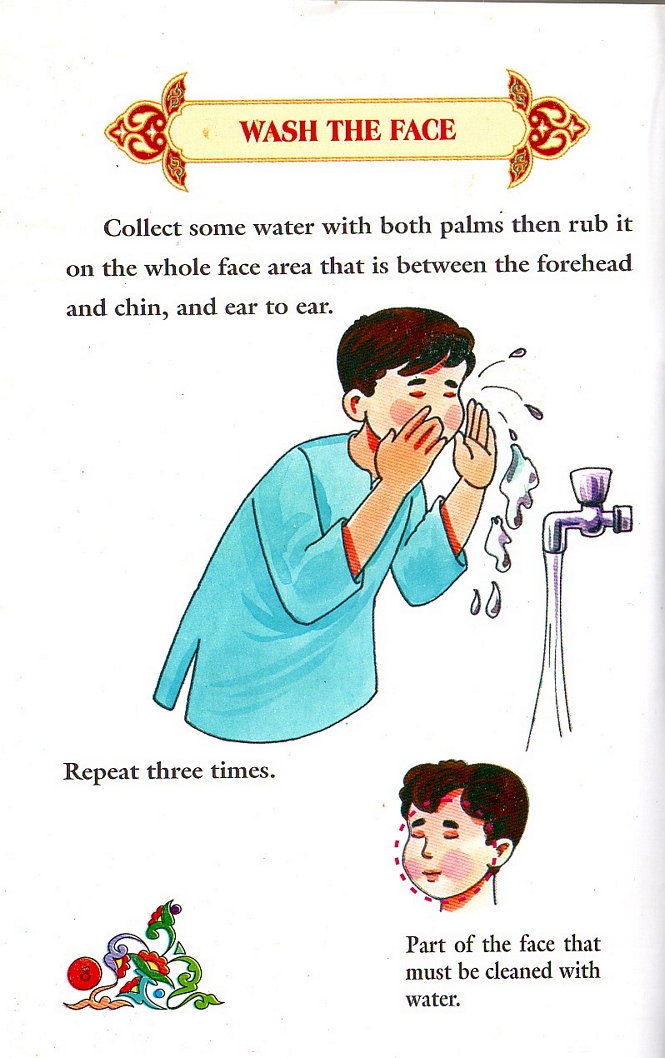 WASH THE FACE
Collect some water with both palms then rub it
on the whole face area that is between the forehead
and chin, and ear to ear.
Repeat three times.
Part of the face that
must be cleaned with
water.